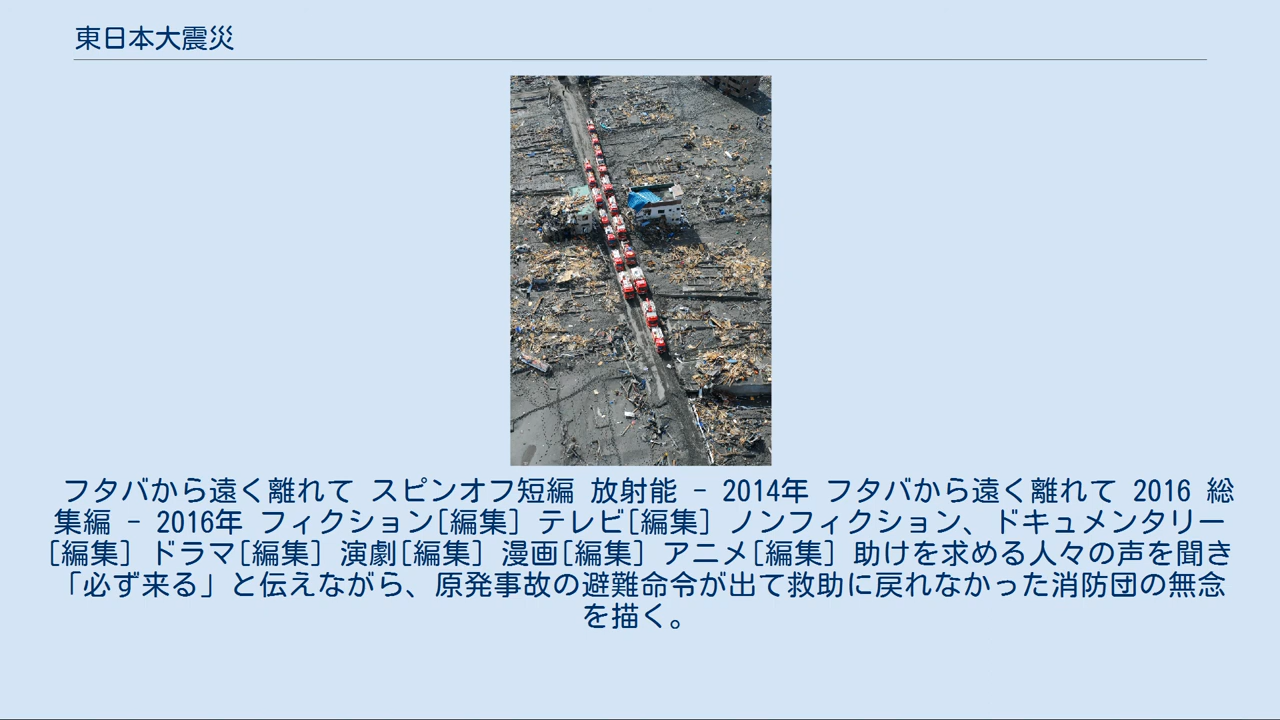 東日本大震災
フタバから遠く離れて スピンオフ短編 放射能 - 2014年 フタバから遠く離れて 2016 総
集編 - 2016年 フィクション[編集] テレビ[編集] ノンフィクション、ドキュメンタリー
[編集] ドラマ[編集] 演劇[編集] 漫画[編集] アニメ[編集] 助けを求める人々の声を聞き
「必ず来る」と伝えながら、原発事故の避難命令が出て救助に戻れなかった消防団の無念
を描く。